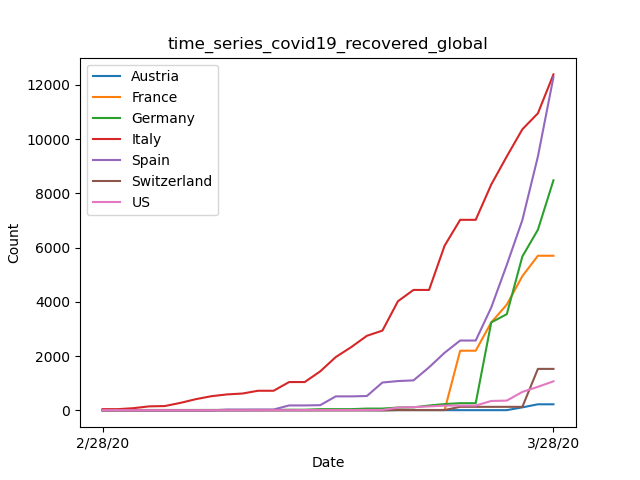 time_series_covid19_recovered_global
Austria
France
Germany
Italy
Spain
Switzerland
US
12000
10000
8000
6000
4000
2000
0
Count
2/28/20
3/28/20
Date